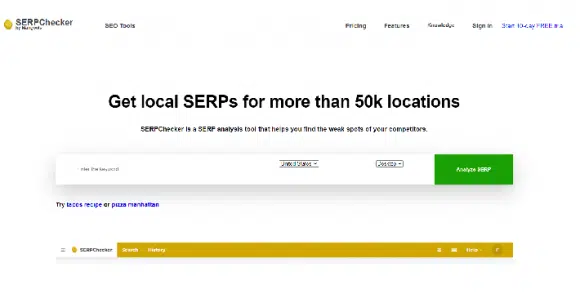 SERPChecker
by Mangools
SEO Tools
Pricing
Features
Knowledge
Sign in
Start 10-day FREE
Get local SERPs for more than 50k locations
SERPChecker is a SERP analysis tool that helps you find the weak spots of your competitors.
Enter the keyword
United States
Desktop
Analyze SERP
Try tacos recipe or pizza manhattan
SERPChecker
Search
History
Help